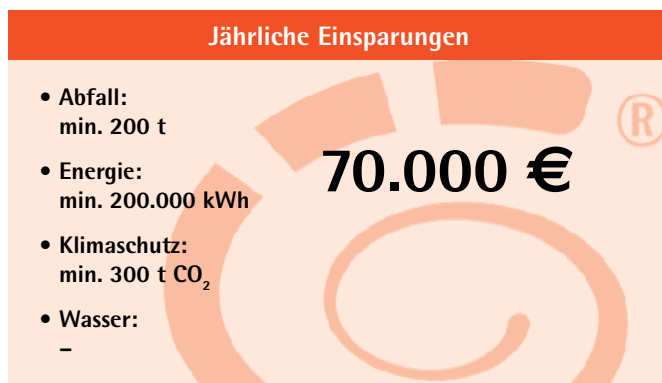 Jährliche Einsparungen
• Abfall:
min. 200 t
• Energie:
min. 200.000 kWh
• Klimaschutz:
min. 300 t CO₂
• Wasser:
–
70.000 €
®